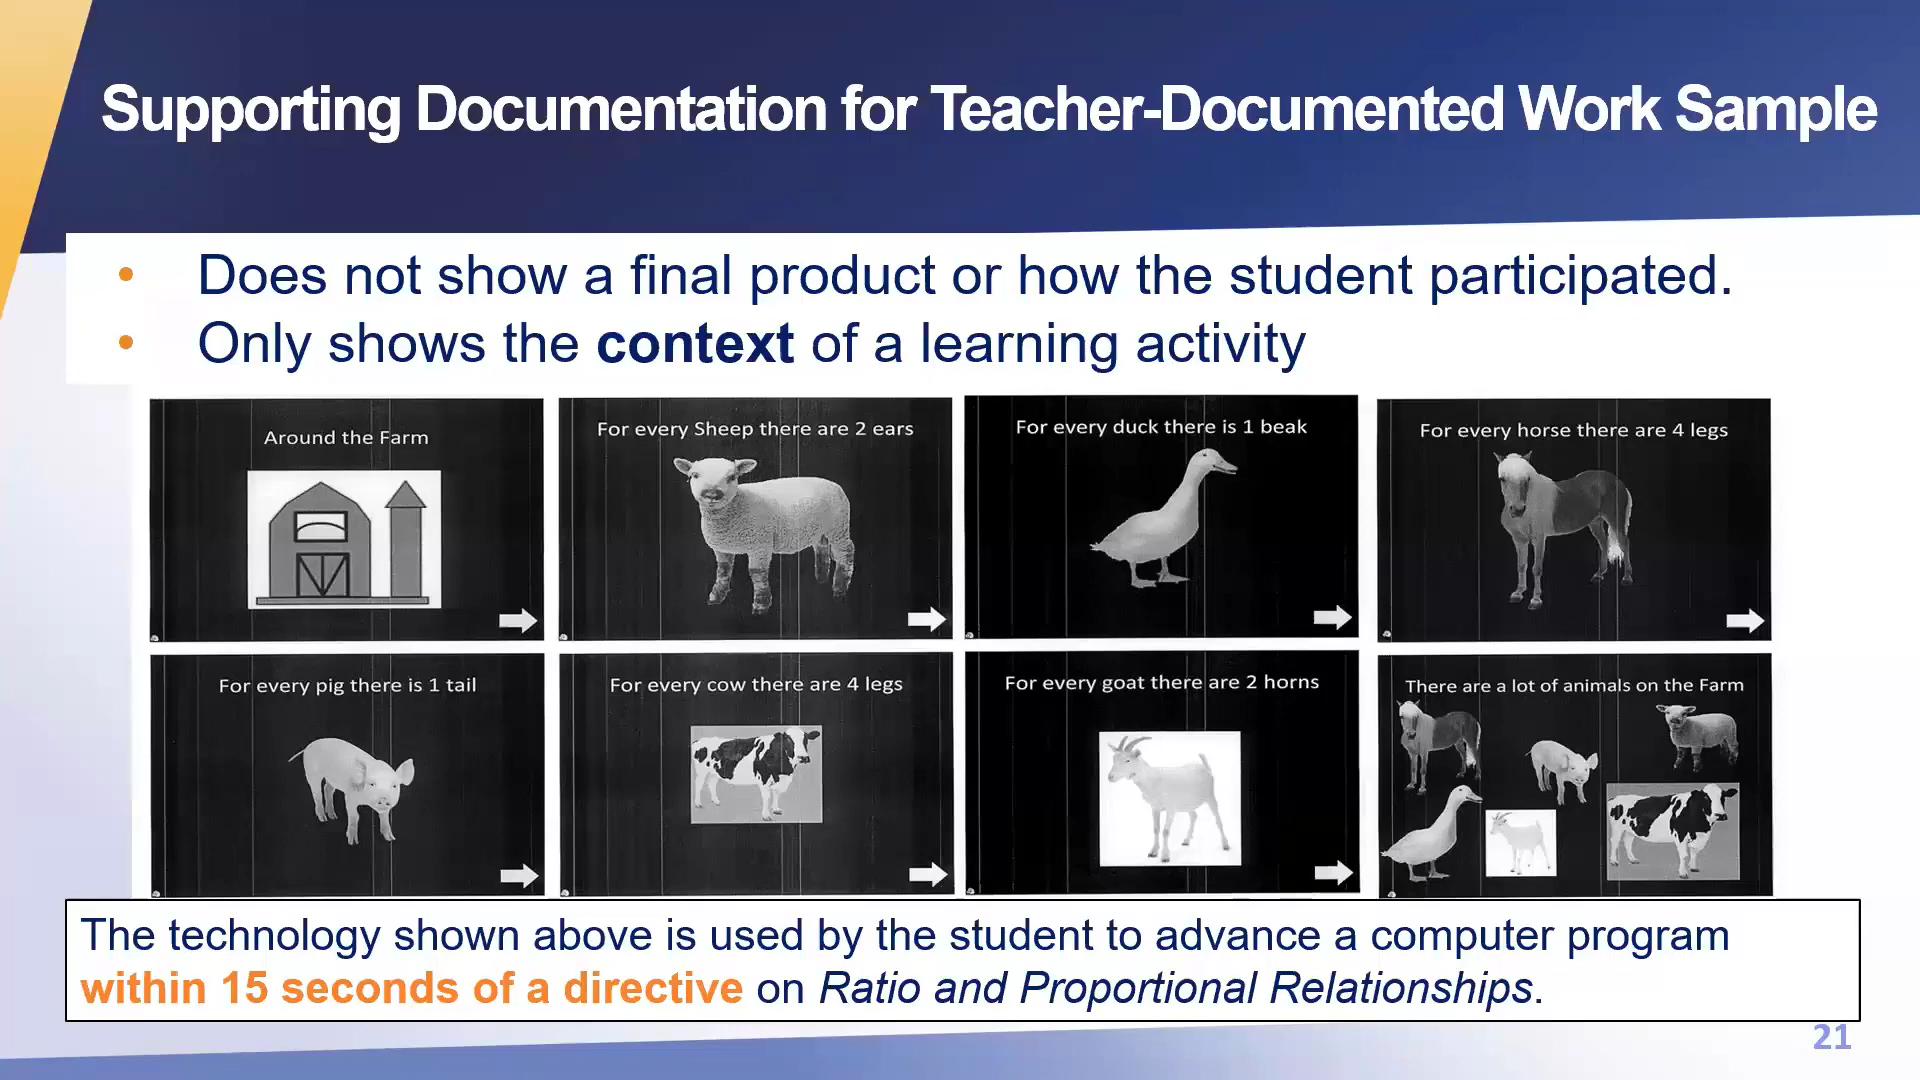 Supporting Documentation for Teacher-Documented Work Sample
• Does not show a final product or how the student participated.
• Only shows the context of a learning activity
Around the Farm
For every Sheep there are 2 ears
For every duck there is 1 beak
For every horse there are 4 legs
For every pig there is 1 tail
For every cow there are 4 legs
For every goat there are 2 horns
There are a lot of animals on the Farm
The technology shown above is used by the student to advance a computer program
within 15 seconds of a directive on Ratio and Proportional Relationships.
21